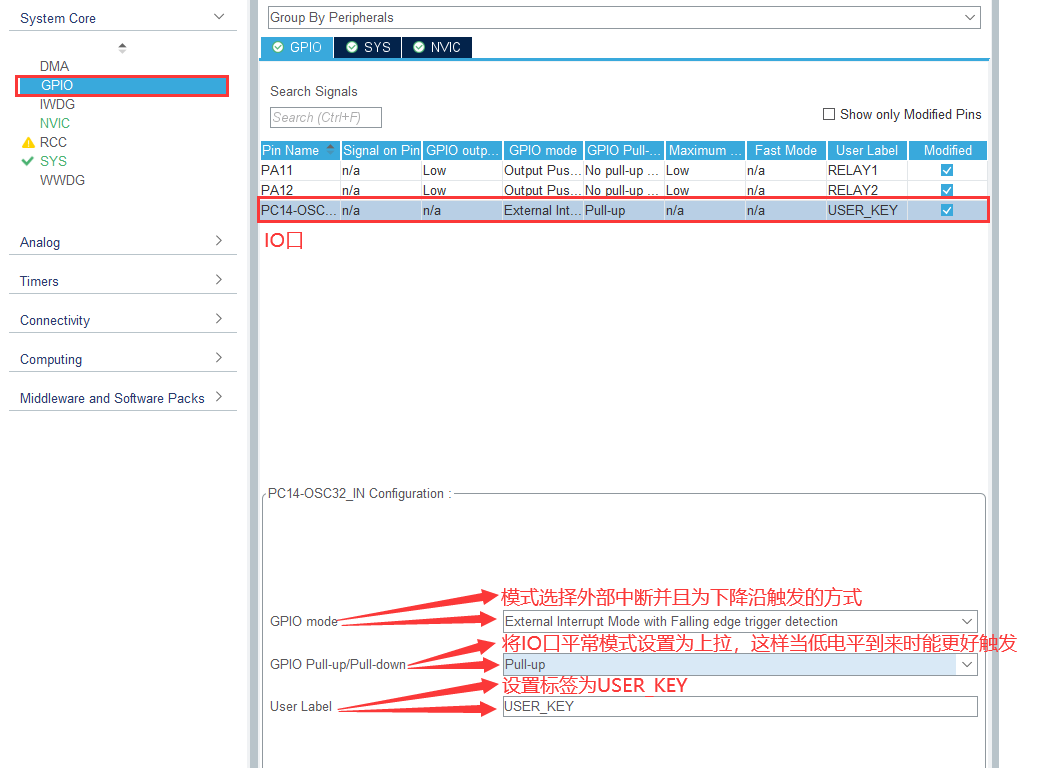 System Core
DMA
GPIO
IWDG
NVIC
RCC
SYS
WWDG
Analog
Timers
Connectivity
Computing
Middleware and Software Packs
Group By Peripherals
GPIO SYS NVIC
Search Signals
Search (Ctrl+F)
Show only Modified Pins
Pin Name Signal on Pin GPIO outp... GPIO mode GPIO Pull-... Maximum ... Fast Mode User Label Modified
PA11 n/a Low Output Pus... No pull-up ... Low n/a RELAY1
PA12 n/a Low Output Pus... No pull-up ... Low n/a RELAY2
PC14-OSC... n/a n/a External Int... Pull-up n/a n/a USER_KEY
IO口
PC14-OSC32_IN Configuration :
模式选择外部中断并且为下降沿触发的方式
GPIO mode External Interrupt Mode with Falling edge trigger detection
将IO口平常模式设置为上拉，这样当低电平到来时能更好触发
GPIO Pull-up/Pull-down Pull-up
设置标签为USER_KEY
User Label USER_KEY